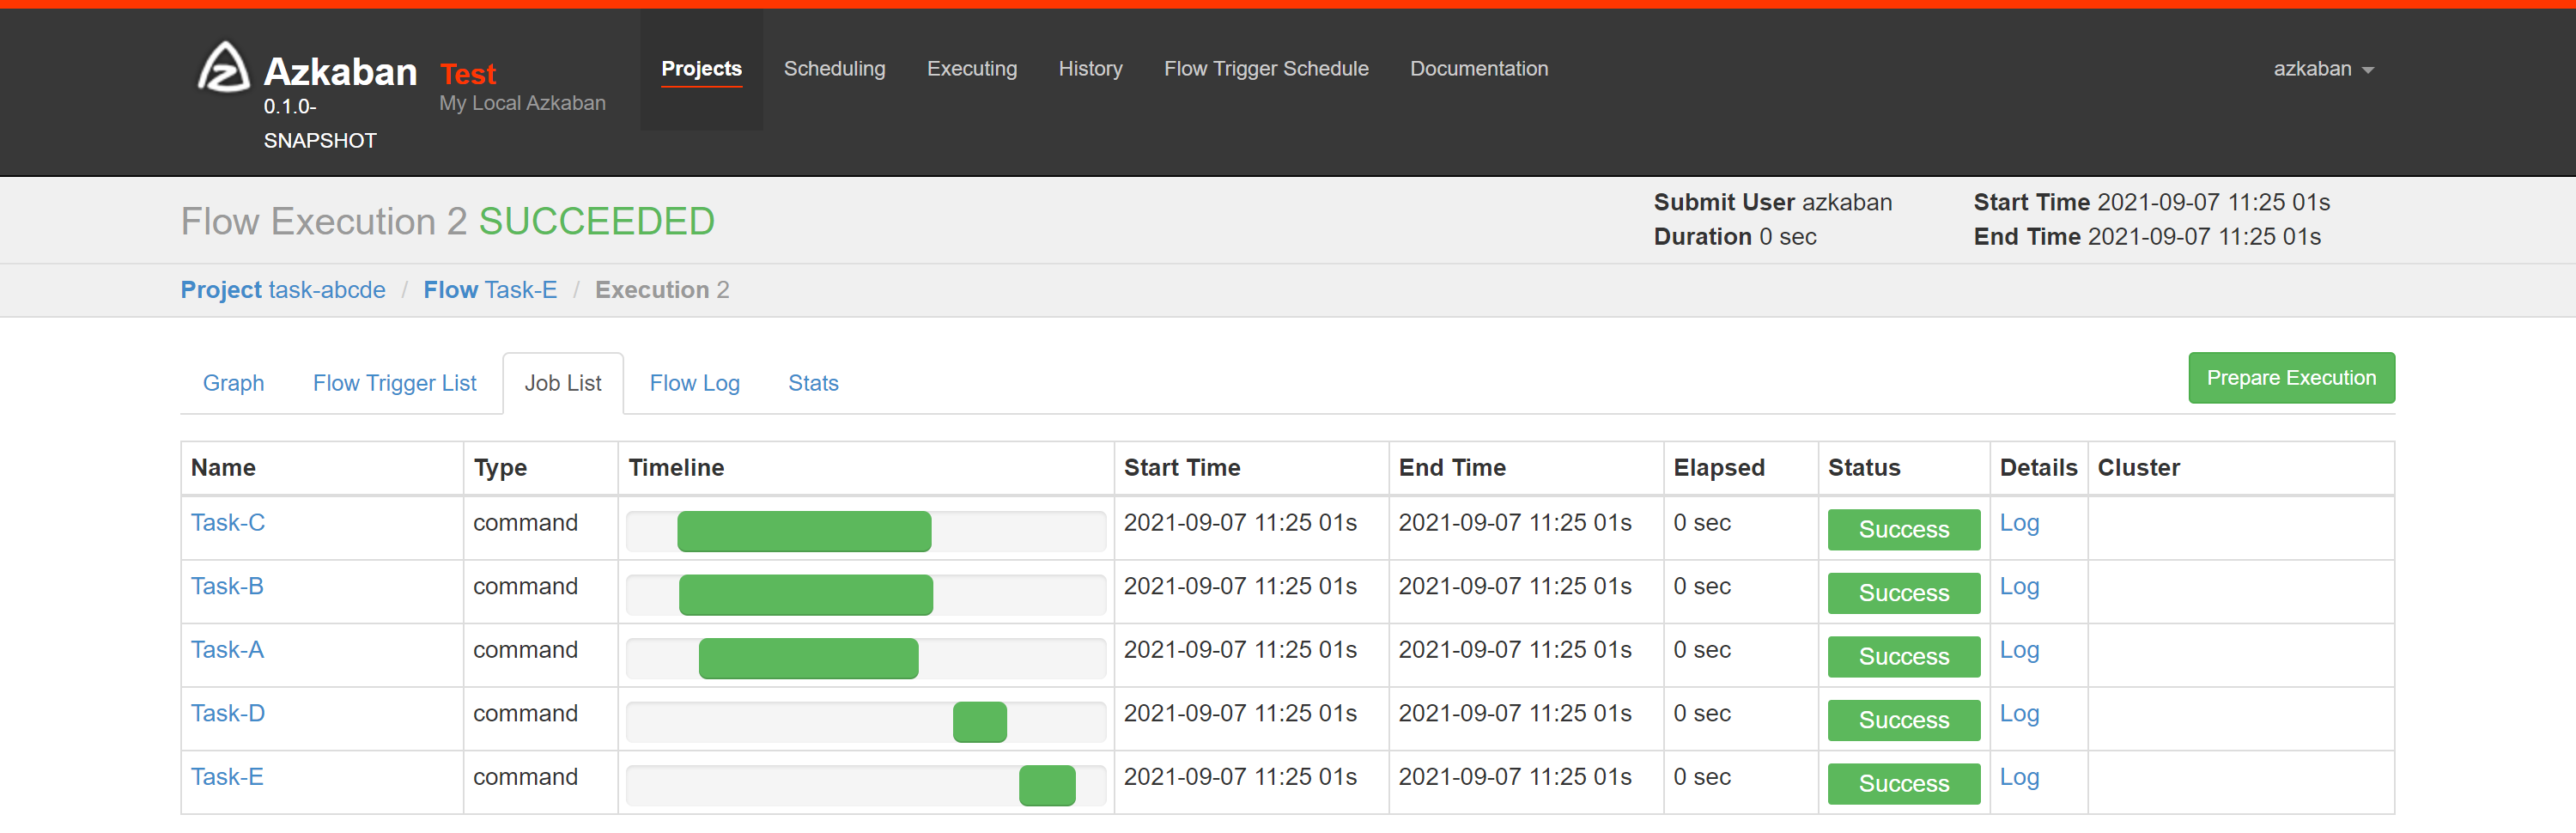 Azkaban
0.1.0-
SNAPSHOT
Test
My Local Azkaban
Projects Scheduling Executing History Flow Trigger Schedule Documentation azkaban
Flow Execution 2 SUCCEEDED
Submit User azkaban
Duration 0 sec
Start Time 2021-09-07 11:25 01s
End Time 2021-09-07 11:25 01s
Project task-abcde / Flow Task-E / Execution 2
Graph Flow Trigger List Job List Flow Log Stats Prepare Execution
Name Type Timeline Start Time End Time Elapsed Status Details Cluster
Task-C command 2021-09-07 11:25 01s 2021-09-07 11:25 01s 0 sec Success Log
Task-B command 2021-09-07 11:25 01s 2021-09-07 11:25 01s 0 sec Success Log
Task-A command 2021-09-07 11:25 01s 2021-09-07 11:25 01s 0 sec Success Log
Task-D command 2021-09-07 11:25 01s 2021-09-07 11:25 01s 0 sec Success Log
Task-E command 2021-09-07 11:25 01s 2021-09-07 11:25 01s 0 sec Success Log